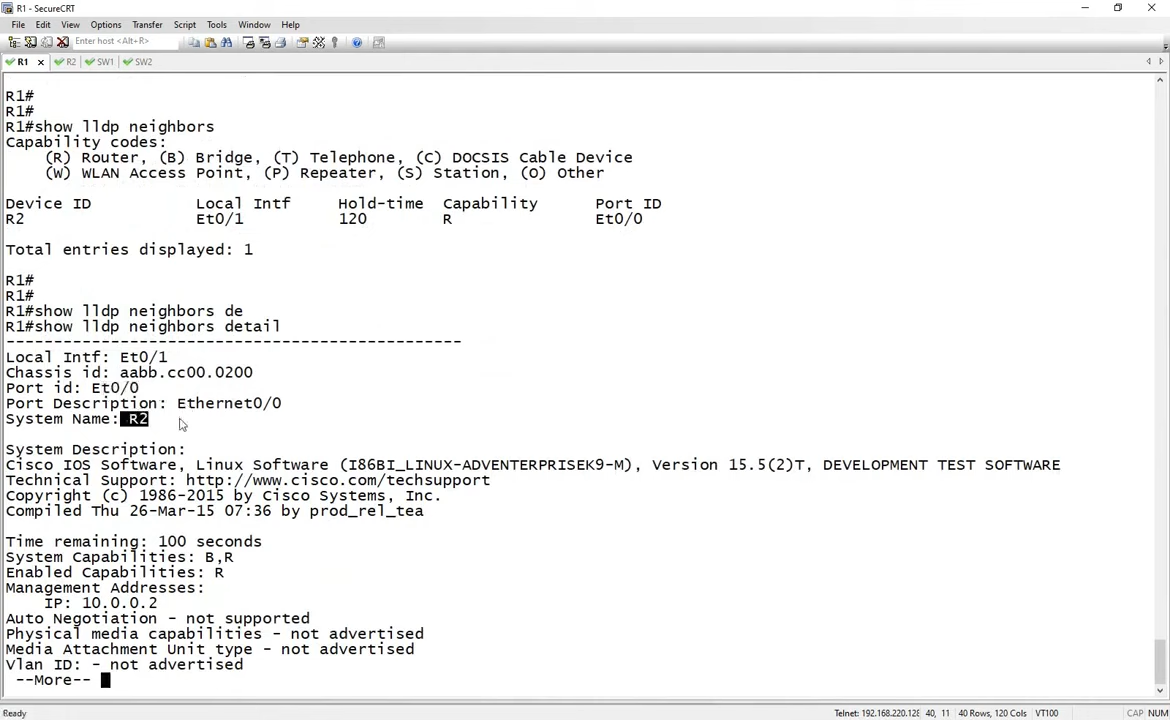 R1 - SecureCRT
File Edit View Options Transfer Script Tools Window Help
Enter host <Alt+R>
R1 R2 SW1 SW2
R1#
R1#
R1#show lldp neighbors
Capability codes:
(R) Router, (B) Bridge, (T) Telephone, (C) DOCSIS Cable Device
(W) WLAN Access Point, (P) Repeater, (S) Station, (O) Other
Device ID Local Intf Hold-time Capability Port ID
R2 Et0/1 120 R Et0/0
Total entries displayed: 1
R1#
R1#
R1#show lldp neighbors de
R1#show lldp neighbors detail
------------------------------------------------
Local Intf: Et0/1
Chassis id: aabb.cc00.0200
Port id: Et0/0
Port Description: Ethernet0/0
System Name: R2
System Description:
Cisco IOS Software, Linux Software (I86BI_LINUX-ADVENTERPRISEK9-M), Version 15.5(2)T, DEVELOPMENT TEST SOFTWARE
Technical Support: http://www.cisco.com/techsupport
Copyright (c) 1986-2015 by Cisco Systems, Inc.
Compiled Thu 26-Mar-15 07:36 by prod_rel_tea
Time remaining: 100 seconds
System Capabilities: B,R
Enabled Capabilities: R
Management Addresses:
IP: 10.0.0.2
Auto Negotiation - not supported
Physical media capabilities - not advertised
Media Attachment Unit type - not advertised
Vlan ID: - not advertised
--More--
Ready Telnet: 192.168.220.128 40, 11 40 Rows, 120 Cols VT100 CAP NUM